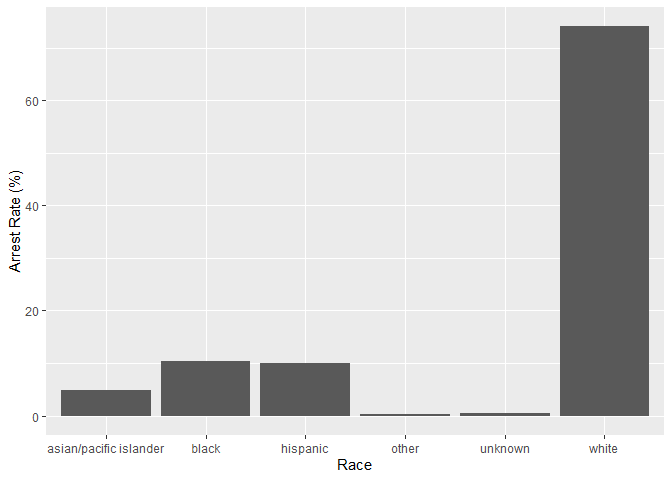 Arrest Rate (%)
60
40
20
0
asian/pacific islander black hispanic other unknown white
Race